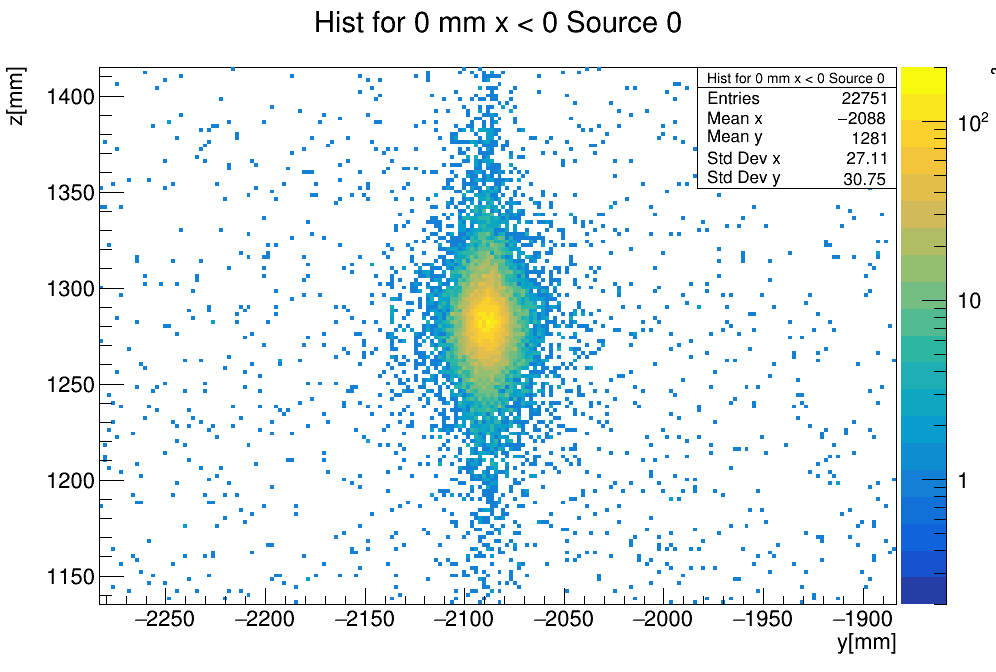 Hist for 0 mm x < 0 Source 0
z[mm]
Hist for 0 mm x < 0 Source 0
Entries 22751
Mean x −2088
Mean y 1281
Std Dev x 27.11
Std Dev y 30.75
1400
1350
1300
1250
1200
1150
−2250 −2200 −2150 −2100 −2050 −2000 −1950 −1900
y[mm]
10²
10
1